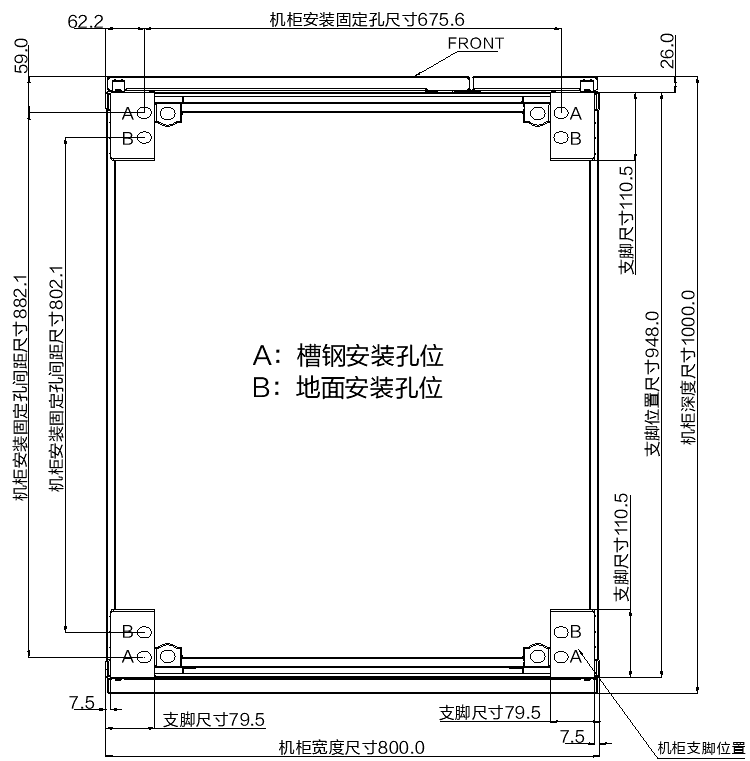 62.2
机柜安装固定孔尺寸675.6
FRONT
59.0
26.0
A
A
B
B
支脚尺寸110.5
机柜安装固定孔间距尺寸882.1
机柜安装固定孔间距尺寸802.1
支脚位置尺寸948.0
机柜深度尺寸1000.0
A：槽钢安装孔位
B：地面安装孔位
支脚尺寸110.5
B
B
A
A
7.5
支脚尺寸79.5
支脚尺寸79.5
7.5
机柜宽度尺寸800.0
机柜支脚位置